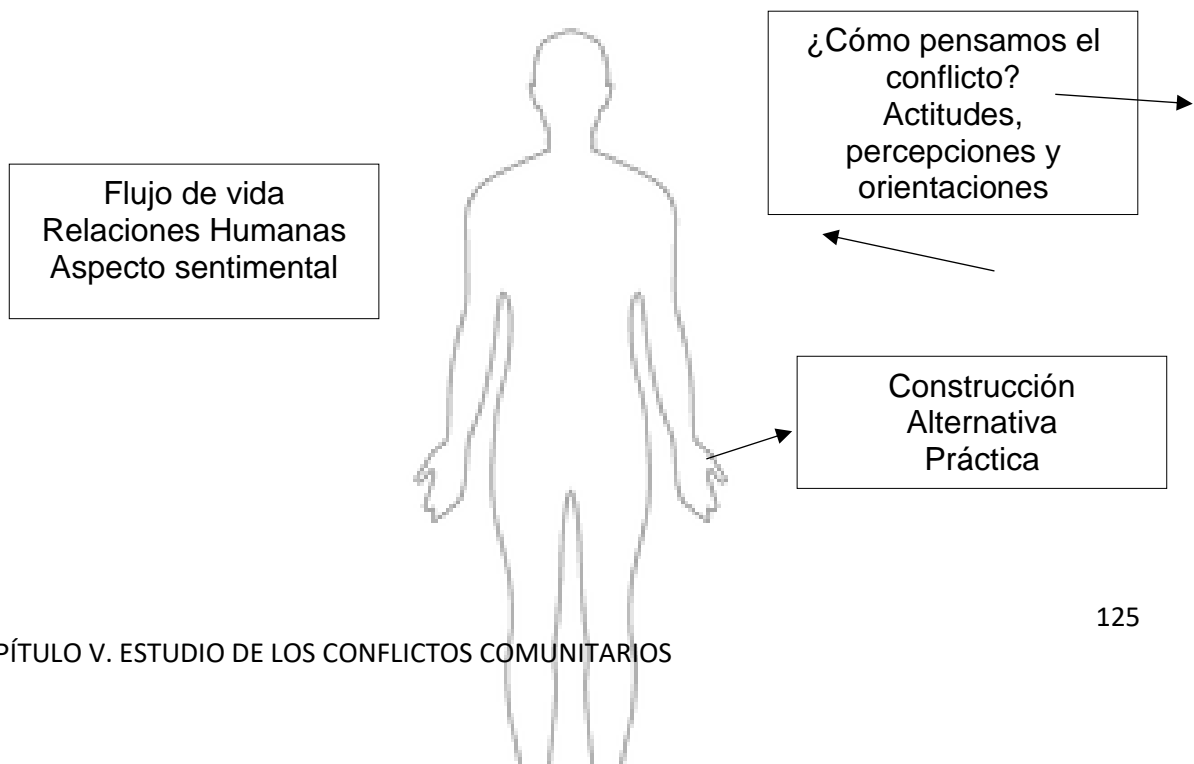 ¿Cómo pensamos el
conflicto?
Actitudes,
percepciones y
orientaciones
Flujo de vida
Relaciones Humanas
Aspecto sentimental
Construcción
Alternativa
Práctica
125
PÍTULO V. ESTUDIO DE LOS CONFLICTOS COMUNITARIOS